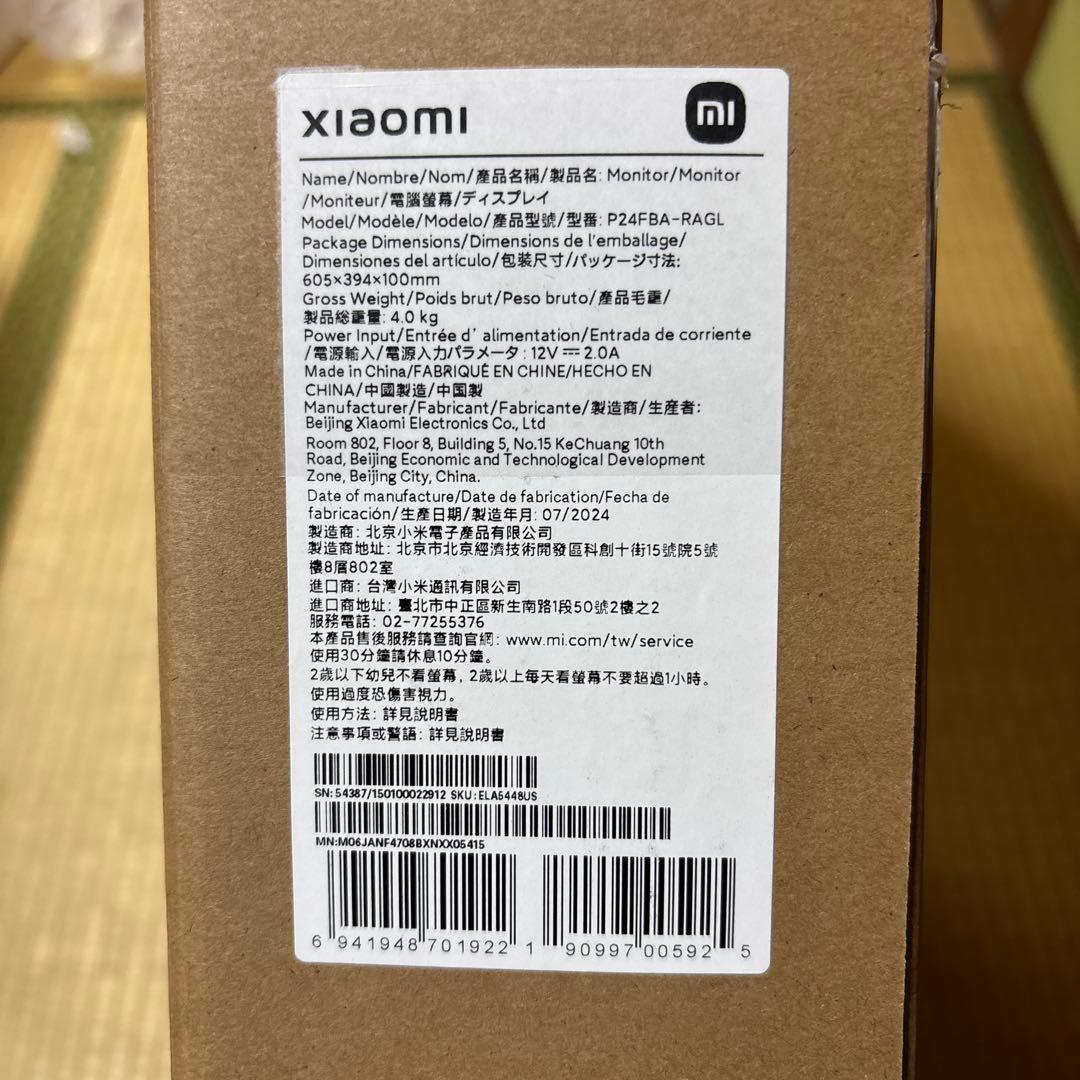 xiaomi
mi
Name/Nombre/Nom/產品名稱/製品名: Monitor/Monitor
/Moniteur/電腦螢幕/ディスプレイ
Model/Modèle/Modelo/產品型號/型番: P24FBA-RAGL
Package Dimensions/Dimensions de l'emballage/
Dimensiones del artículo/包裝尺寸/パッケージ寸法:
605×394×100mm
Gross Weight/Poids brut/Peso bruto/產品毛重/
製品総重量: 4.0 kg
Power Input/Entrée d' alimentation/Entrada de corriente
/電源輸入/電源入力パラメータ: 12V ⎓ 2.0A
Made in China/FABRIQUÉ EN CHINE/HECHO EN
CHINA/中國製造/中国製
Manufacturer/Fabricant/Fabricante/製造商/生産者:
Beijing Xiaomi Electronics Co., Ltd
Room 802, Floor 8, Building 5, No.15 KeChuang 10th
Road, Beijing Economic and Technological Development
Zone, Beijing City, China.
Date of manufacture/Date de fabrication/Fecha de
fabricación/生產日期/製造年月: 07/2024
製造商: 北京小米電子產品有限公司
製造商地址: 北京市北京經濟技術開發區科創十街15號院5號
樓8層802室
進口商: 台灣小米通訊有限公司
進口商地址: 臺北市中正區新生南路1段50號2樓之2
服務電話: 02-77255376
本產品售後服務請查詢官網: www.mi.com/tw/service
使用30分鐘請休息10分鐘。
2歲以下幼兒不看螢幕, 2歲以上每天看螢幕不要超過1小時。
使用過度恐傷害視力。
使用方法: 詳見說明書
注意事項或警語: 詳見說明書
SN: 54387/150100022912 SKU: ELA5448US
MN:M06JANF4708BXNXX05415
6 941948 701922 1 90997 00592 5